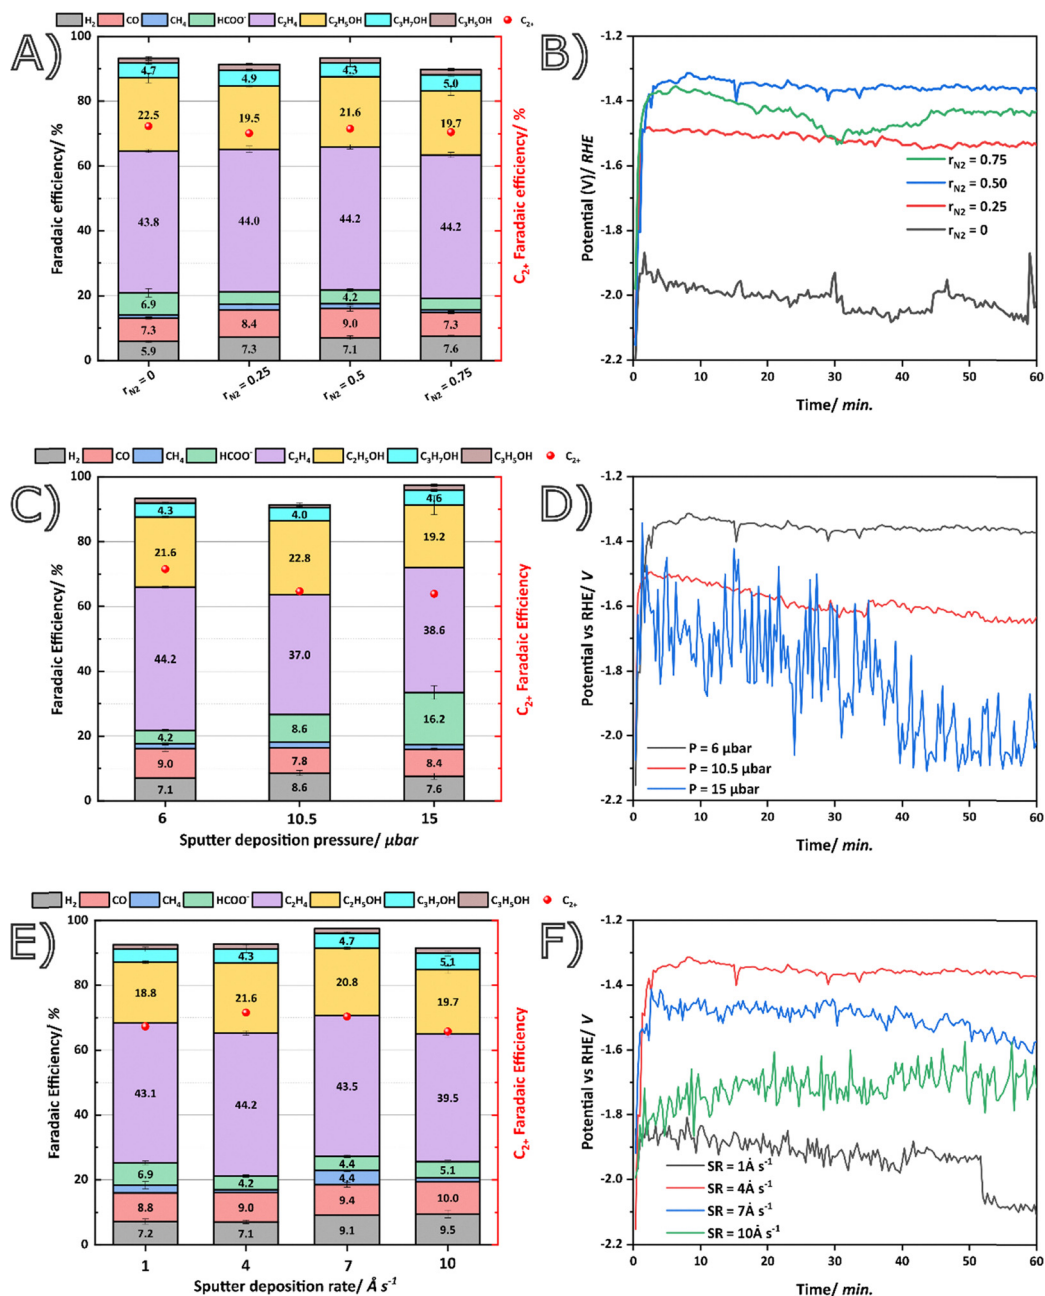 H₂ CO CH₄ HCOO⁻ C₂H₄ C₂H₅OH C₃H₇OH C₃H₅OH C₂₊
A)
Faradaic efficiency/ %
100
80
60
40
20
0
4.7 4.9 4.3 5.0
22.5 19.5 21.6 19.7
43.8 44.0 44.2 44.2
6.9 4.2
7.3 8.4 9.0 7.3
5.9 7.3 7.1 7.6
r_N2 = 0 r_N2 = 0.25 r_N2 = 0.5 r_N2 = 0.75
C₂₊ Faradaic efficiency/ %
B)
Potential (V)/ RHE
-1.2
-1.4
-1.6
-1.8
-2.0
-2.2
r_N2 = 0.75
r_N2 = 0.50
r_N2 = 0.25
r_N2 = 0
0 10 20 30 40 50 60
Time/ min.
H₂ CO CH₄ HCOO⁻ C₂H₄ C₂H₅OH C₃H₇OH C₃H₅OH C₂₊
C)
Faradaic Efficiency/ %
100
80
60
40
20
0
4.3 4.0 4.6
21.6 22.8 19.2
44.2 37.0 38.6
4.2 8.6 16.2
9.0 7.8 8.4
7.1 8.6 7.6
6 10.5 15
Sputter deposition pressure/ μbar
C₂₊ Faradaic Efficiency
D)
Potential vs RHE/ V
-1.2
-1.4
-1.6
-1.8
-2.0
-2.2
P = 6 μbar
P = 10.5 μbar
P = 15 μbar
0 10 20 30 40 50 60
Time/ min.
H₂ CO CH₄ HCOO⁻ C₂H₄ C₂H₅OH C₃H₇OH C₃H₅OH C₂₊
E)
Faradaic Efficiency/ %
100
80
60
40
20
0
4.3 4.7 5.1
18.8 21.6 20.8 19.7
43.1 44.2 43.5 39.5
6.9 4.2 4.4 5.1
4.4
8.8 9.0 9.4 10.0
7.2 7.1 9.1 9.5
1 4 7 10
Sputter deposition rate/ Å s⁻¹
C₂₊ Faradaic Efficiency
F)
Potential vs RHE/ V
-1.2
-1.4
-1.6
-1.8
-2.0
-2.2
SR = 1Å s⁻¹
SR = 4Å s⁻¹
SR = 7Å s⁻¹
SR = 10Å s⁻¹
0 10 20 30 40 50 60
Time/ min.